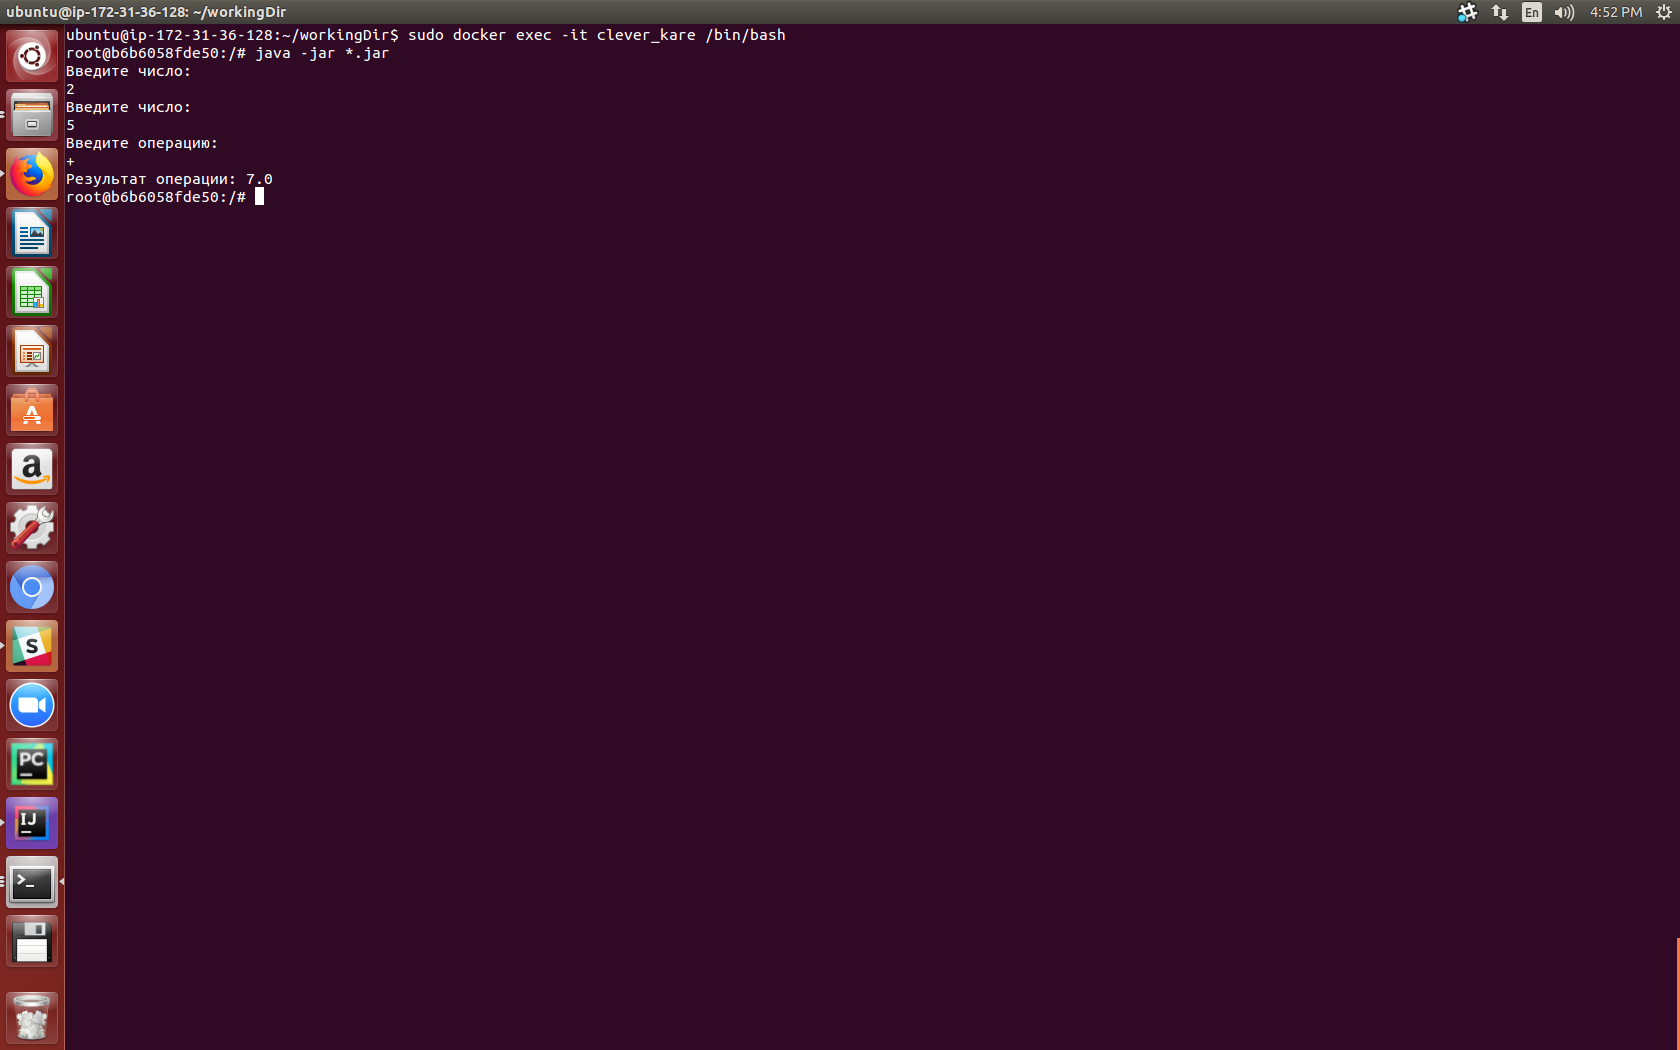 ubuntu@ip-172-31-36-128: ~/workingDir
En
4:52 PM
ubuntu@ip-172-31-36-128:~/workingDir$ sudo docker exec -it clever_kare /bin/bash
root@b6b6058fde50:/# java -jar *.jar
Введите число:
2
Введите число:
5
Введите операцию:
+
Результат операции: 7.0
root@b6b6058fde50:/#
A
a
S
PC
IJ
>_